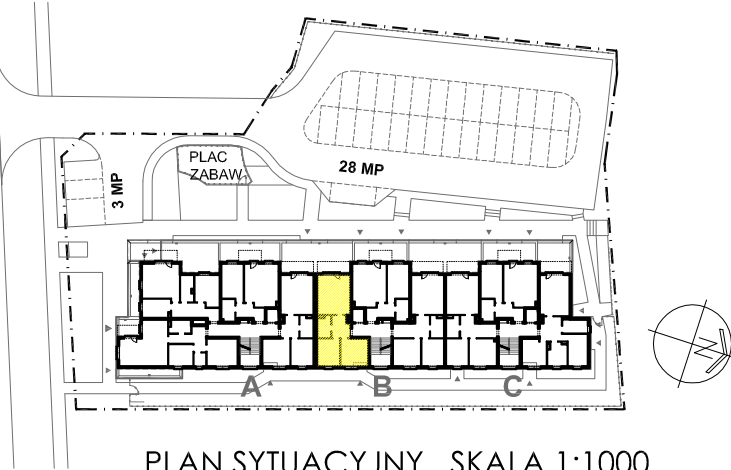 PLAC
ZABAW
28 MP
3 MP
A B C
N
PLAN SYTUACYJNY SKALA 1:1000